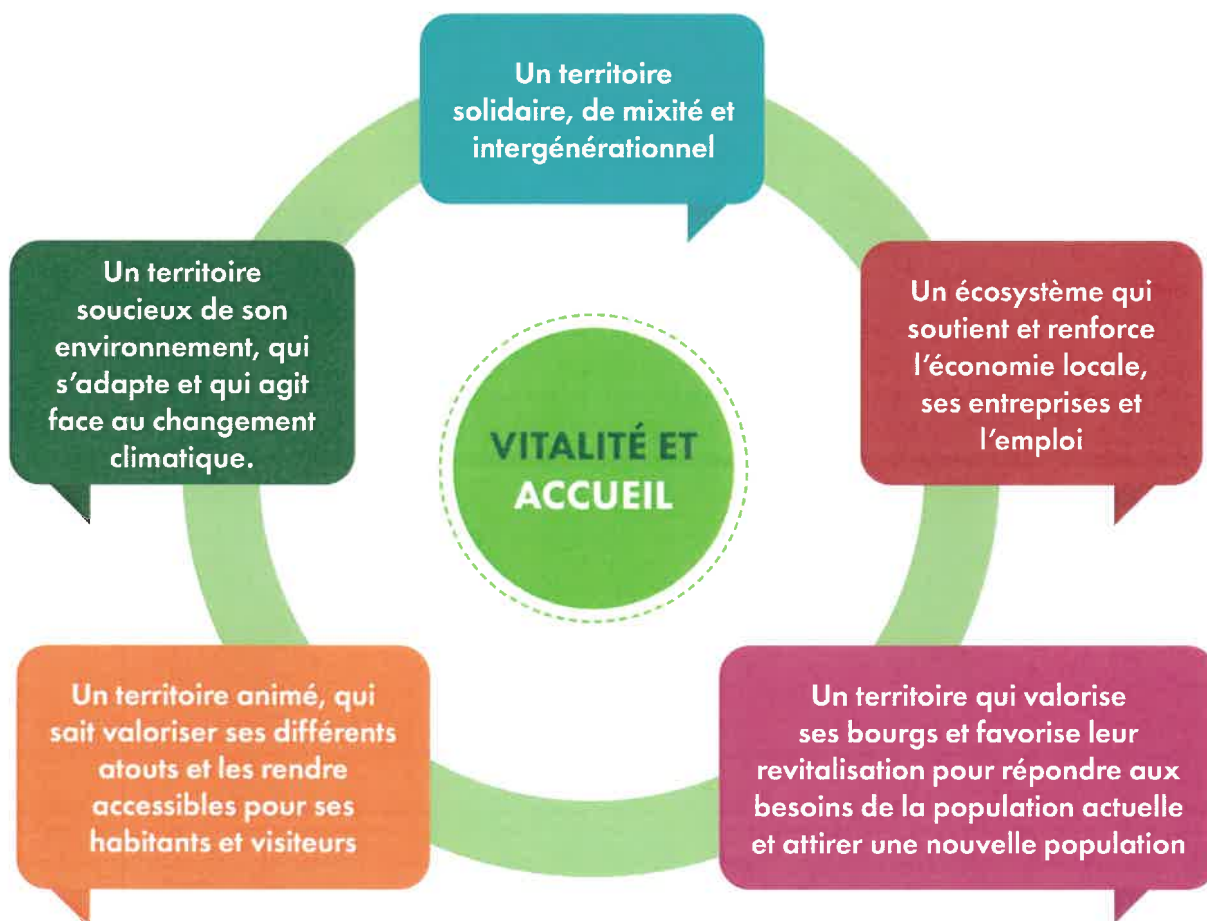 Un territoire
solidaire, de mixité et
intergénérationnel
Un territoire
soucieux de son
environnement, qui
s'adapte et qui agit
face au changement
climatique.
Un écosystème qui
soutient et renforce
l'économie locale,
ses entreprises et
l'emploi
VITALITÉ ET
ACCUEIL
Un territoire animé, qui
sait valoriser ses différents
atouts et les rendre
accessibles pour ses
habitants et visiteurs
Un territoire qui valorise
ses bourgs et favorise leur
revitalisation pour répondre aux
besoins de la population actuelle
et attirer une nouvelle population